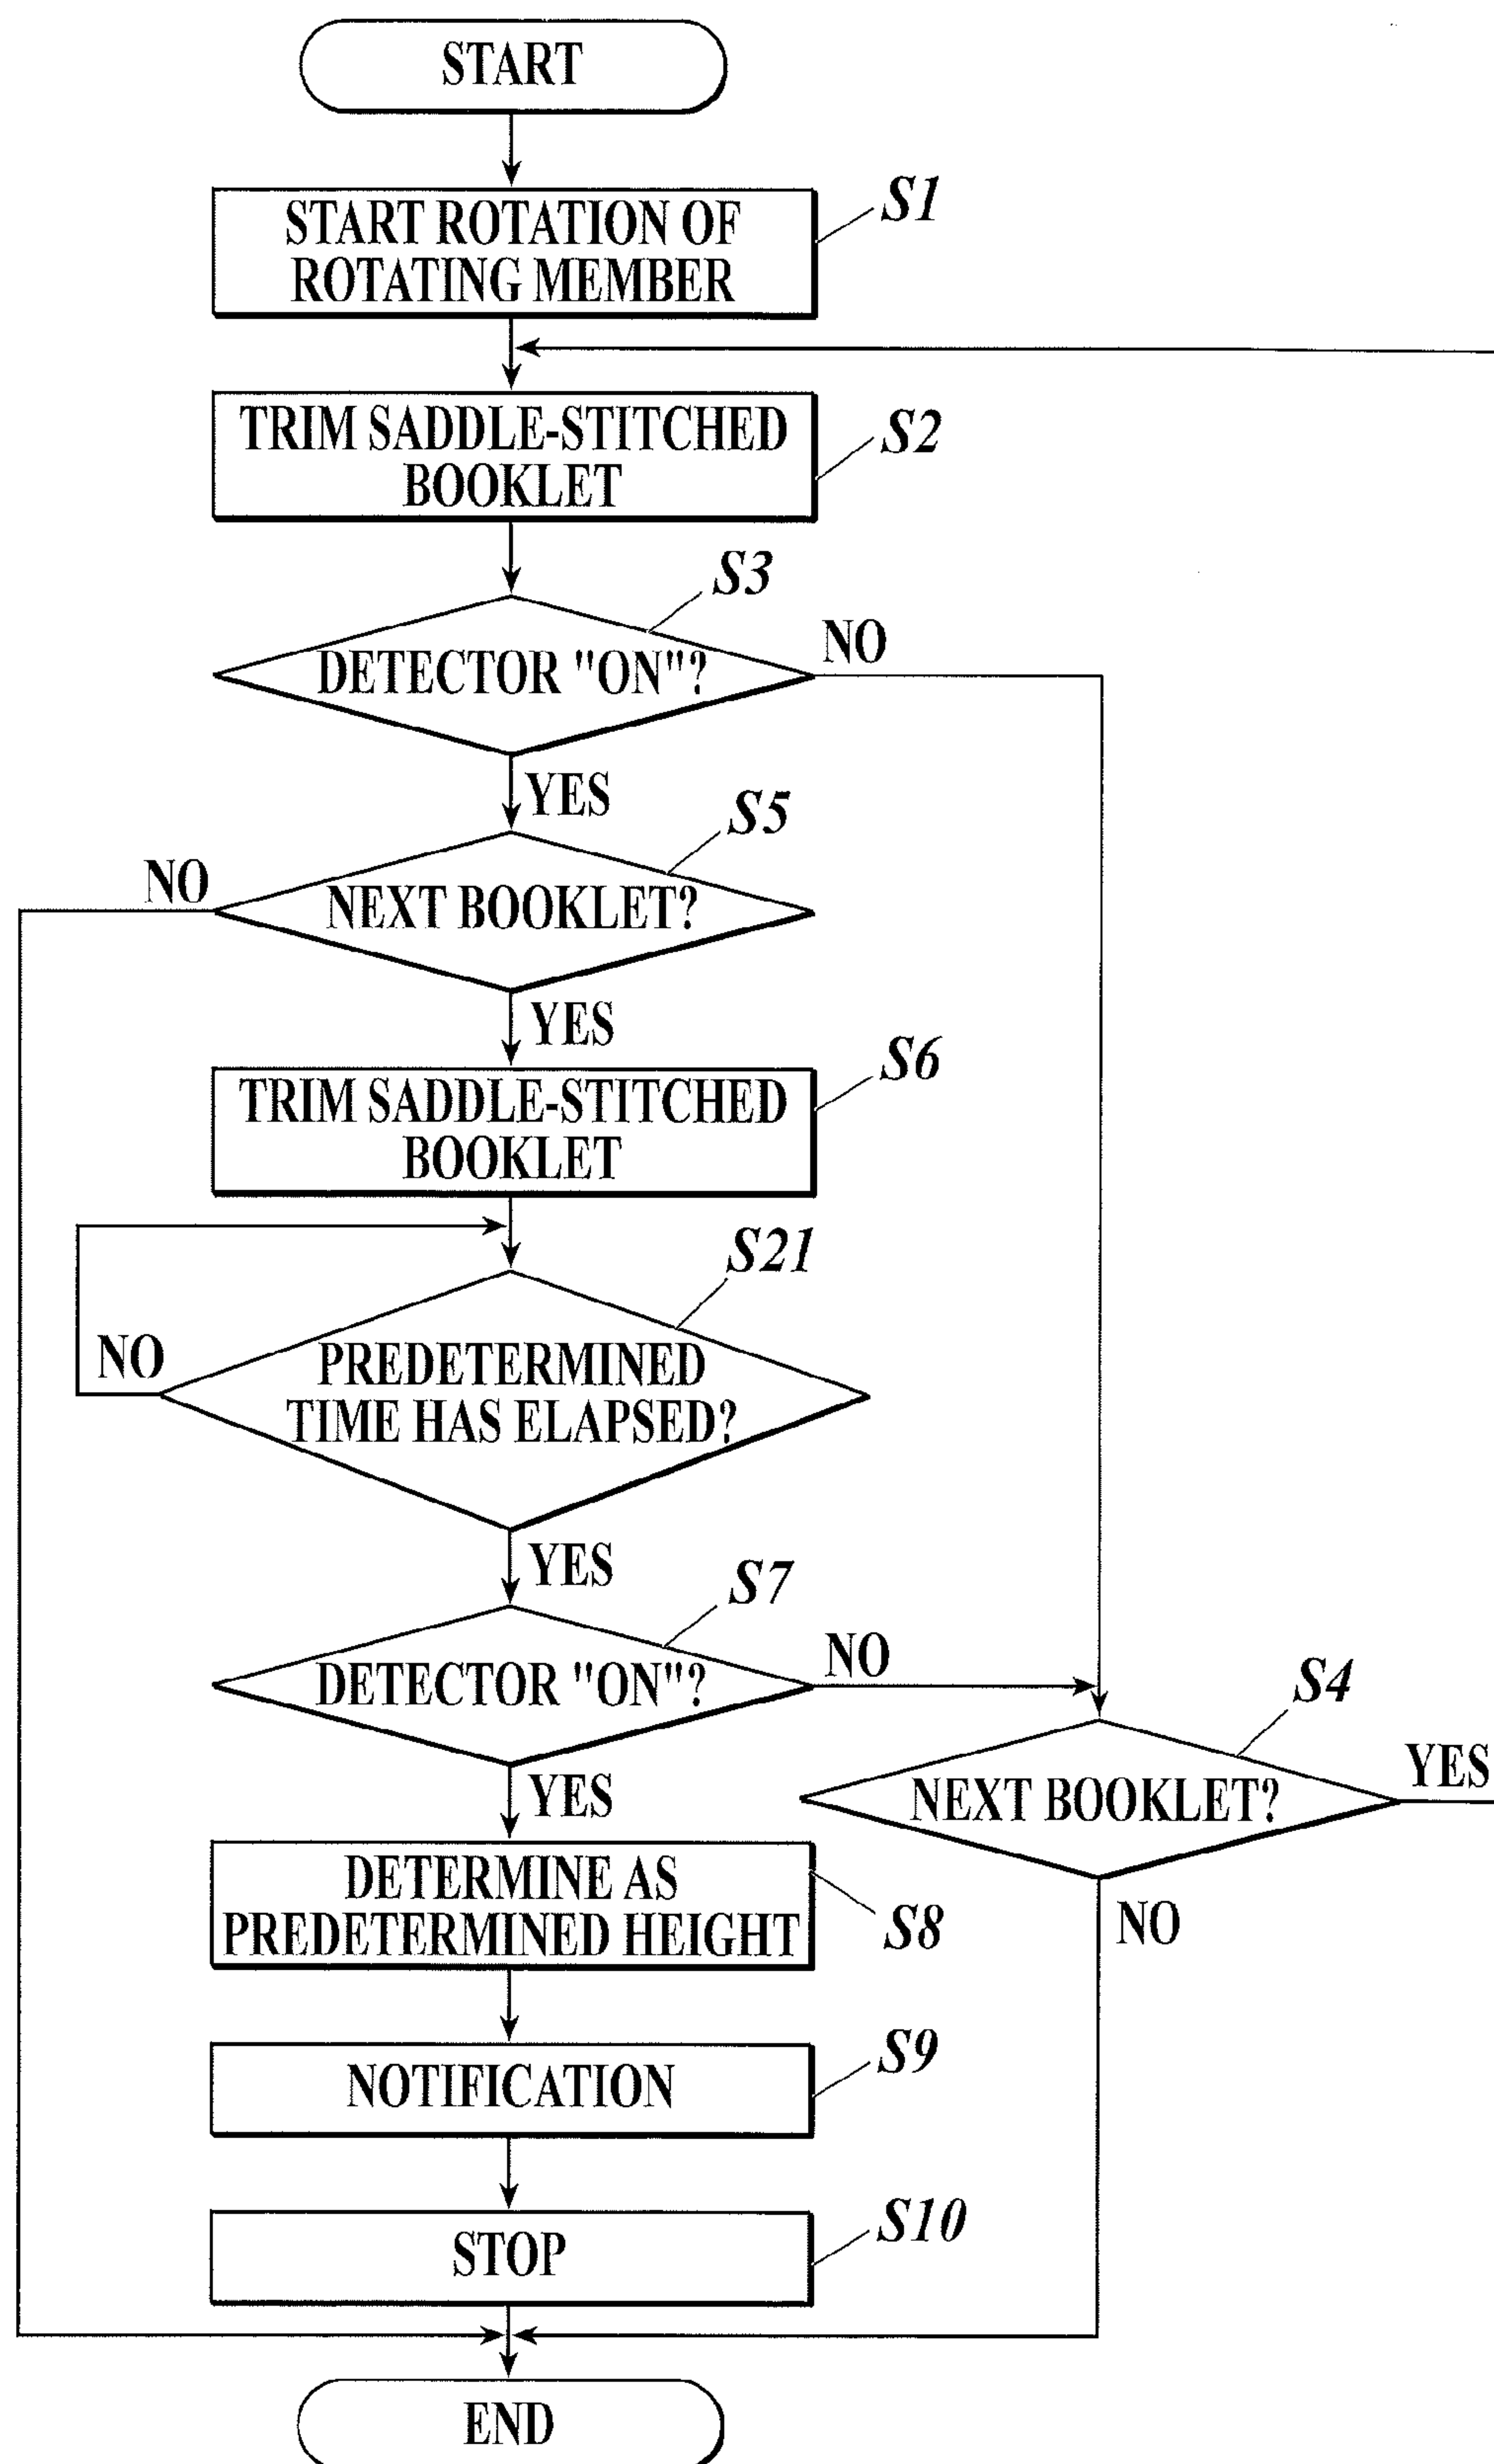 START
START ROTATION OF
ROTATING MEMBER
S1
TRIM SADDLE-STITCHED
BOOKLET
S2
S3
DETECTOR "ON"?
NO
YES
S5
NO
NEXT BOOKLET?
YES
S6
TRIM SADDLE-STITCHED
BOOKLET
S21
NO
PREDETERMINED
TIME HAS ELAPSED?
YES
S7
DETECTOR "ON"?
NO
S4
YES
NEXT BOOKLET?
YES
NO
DETERMINE AS
PREDETERMINED HEIGHT
S8
NOTIFICATION
S9
STOP
S10
END